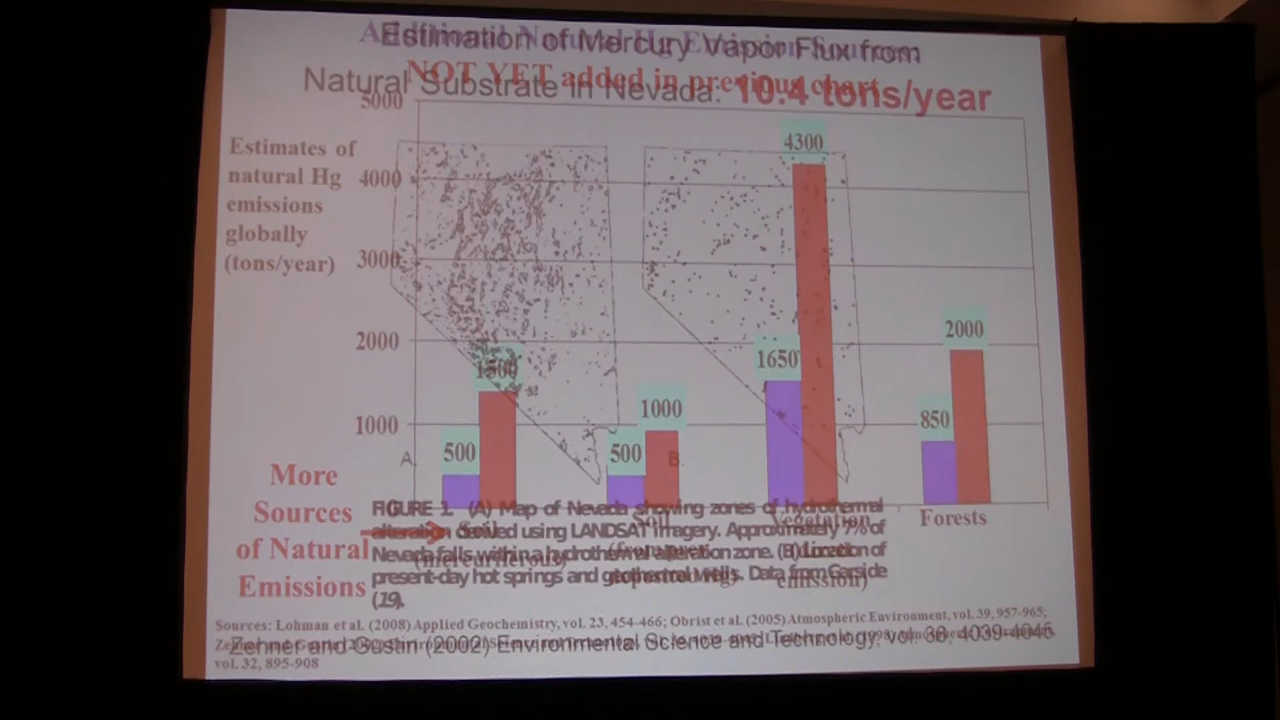 Estimation of Mercury Vapor Flux from
Natural Substrate in Nevada: 10.4 tons/year
NOT YET added in previous chart
5000
Estimates of
natural Hg
emissions
globally
(tons/year)
4000
3000
2000
1000
4300
1500
1650
2000
1000
500
500
850
A.
B.
More
Sources
of Natural
Emissions
Soil
Vegetation
Forests
(mercuriferous)
emission)
FIGURE 1. (A) Map of Nevada showing zones of hydrothermal
alteration derived using LANDSAT imagery. Approximately 7% of
Nevada falls within a hydrothermal alteration zone. (B) Location of
present-day hot springs and geothermal wells. Data from Garside
(19).
Sources: Lohman et al. (2008) Applied Geochemistry, vol. 23, 454-466; Obrist et al. (2005) Atmospheric Environment, vol. 39, 957-965;
Zehner and Gustin (2002) Environmental Science and Technology, vol. 36, 4039-4045
vol. 32, 895-908